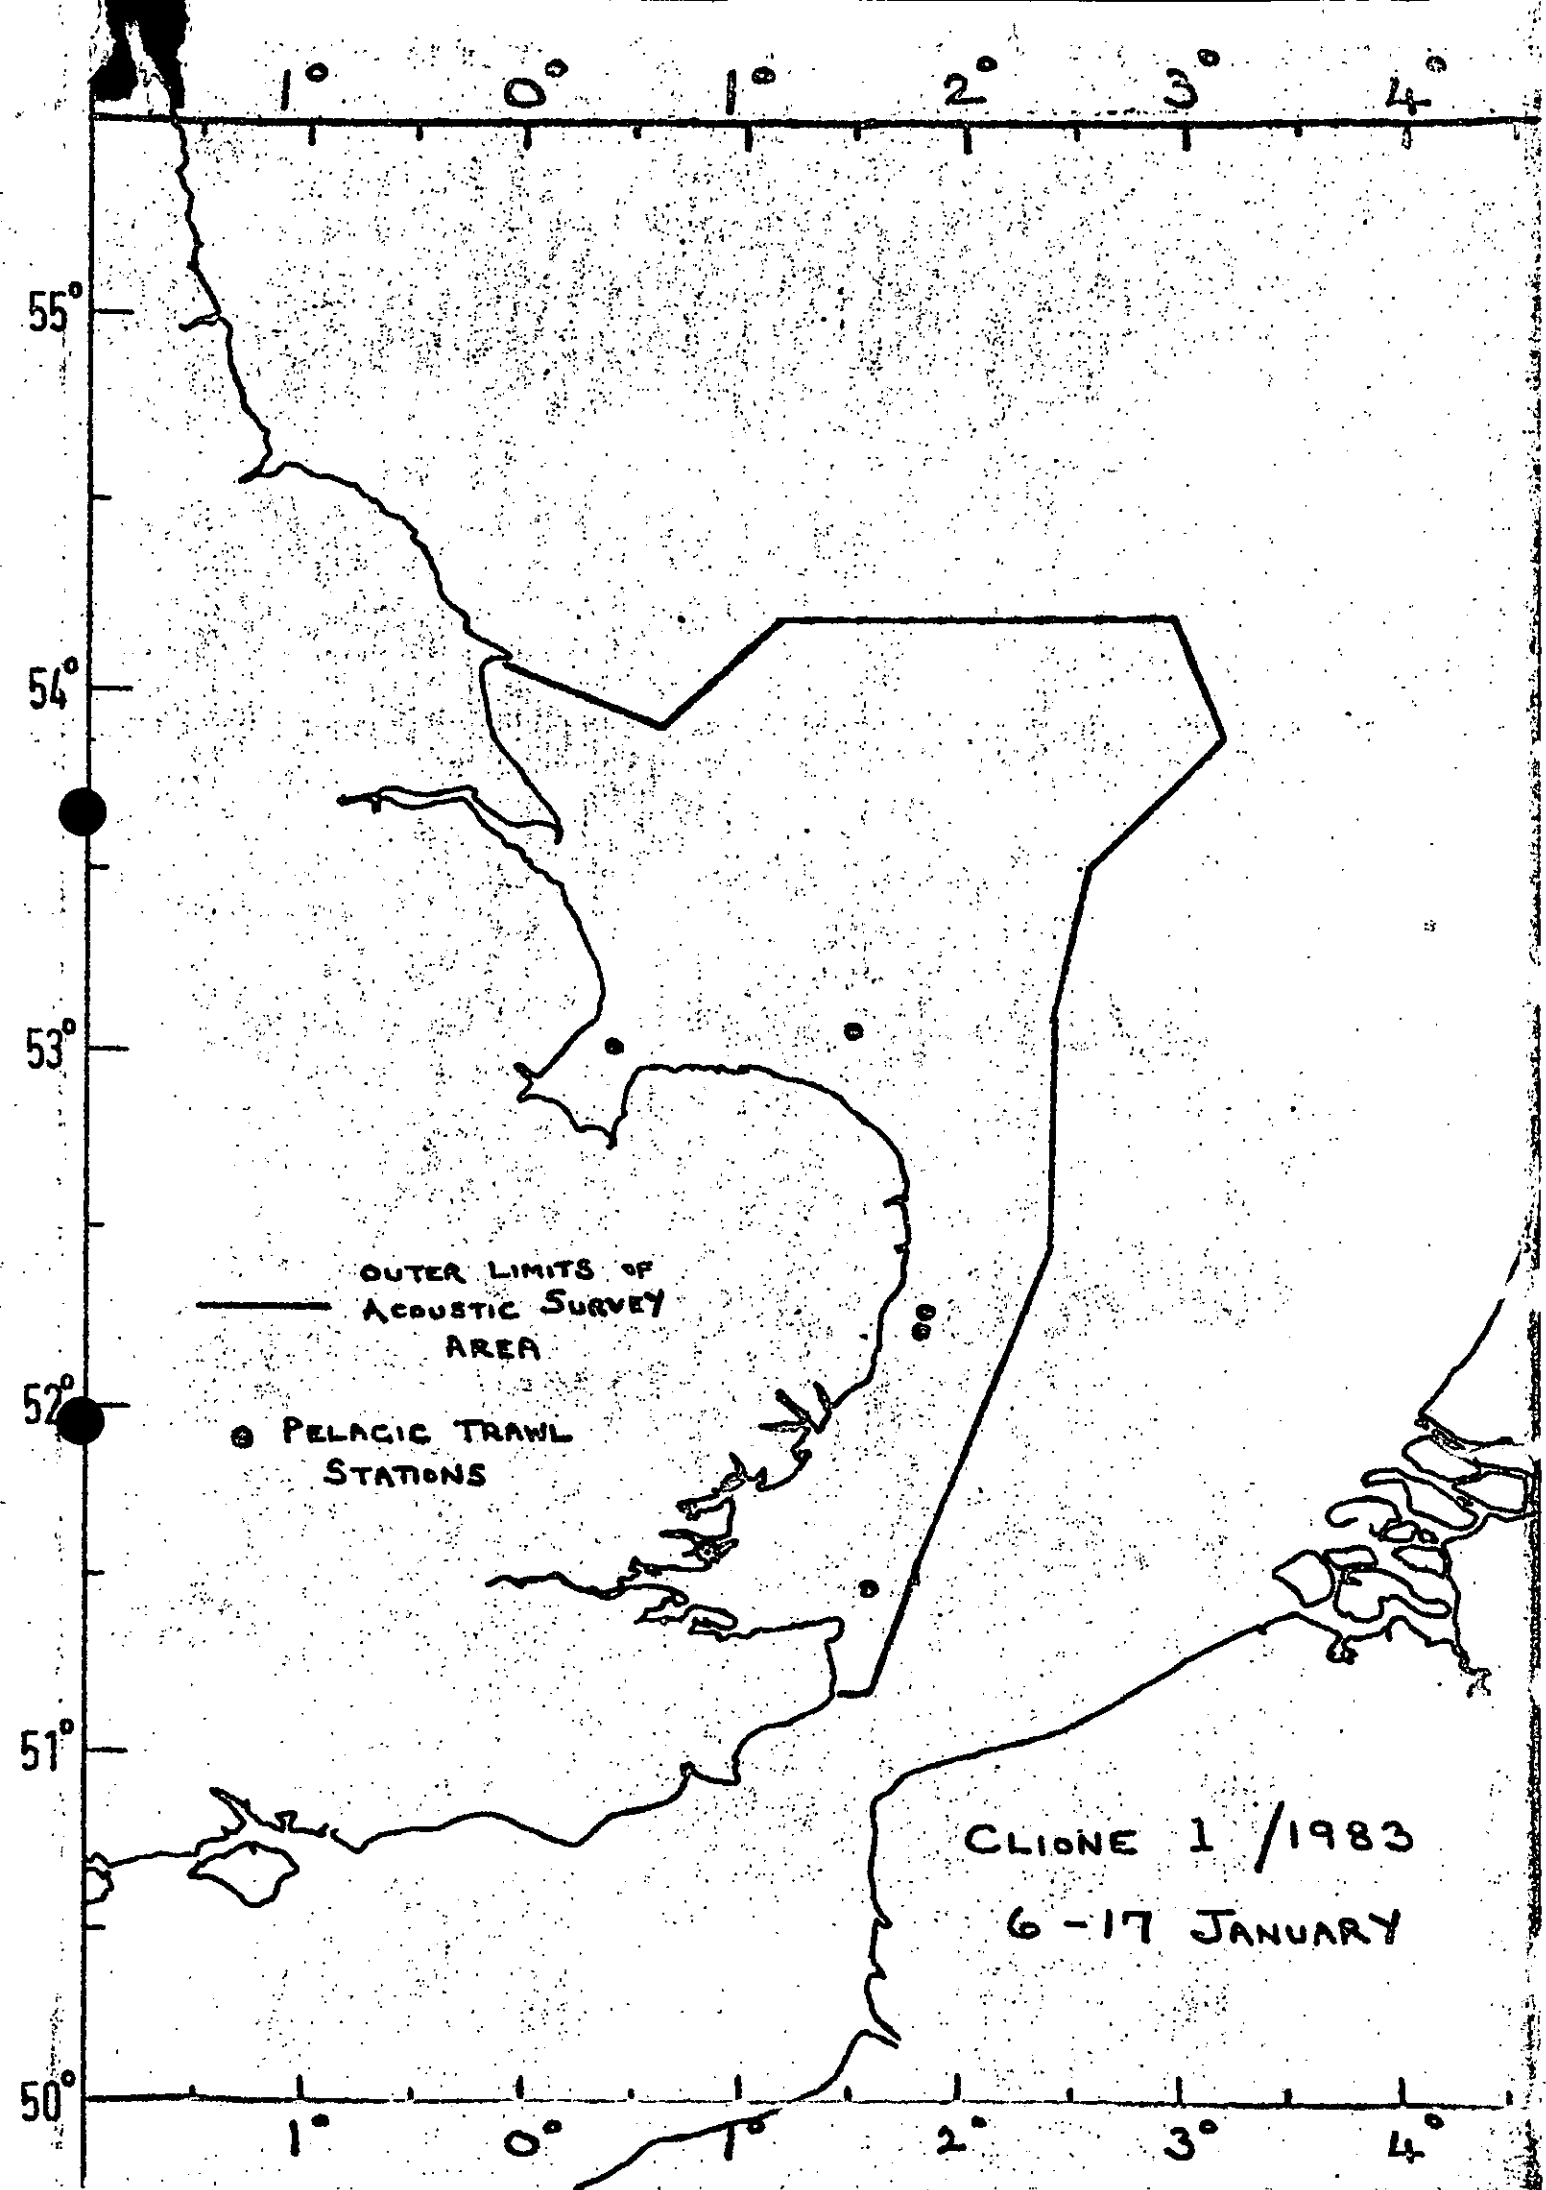 1° 0° 1° 2° 3° 4°
55°
54°
53°
OUTER LIMITS OF
ACOUSTIC SURVEY
AREA
52°
PELAGIC TRAWL
STATIONS
51°
CLIONE 1 /1983
6 - 17 JANUARY
50°
1° 0° 1° 2° 3° 4°